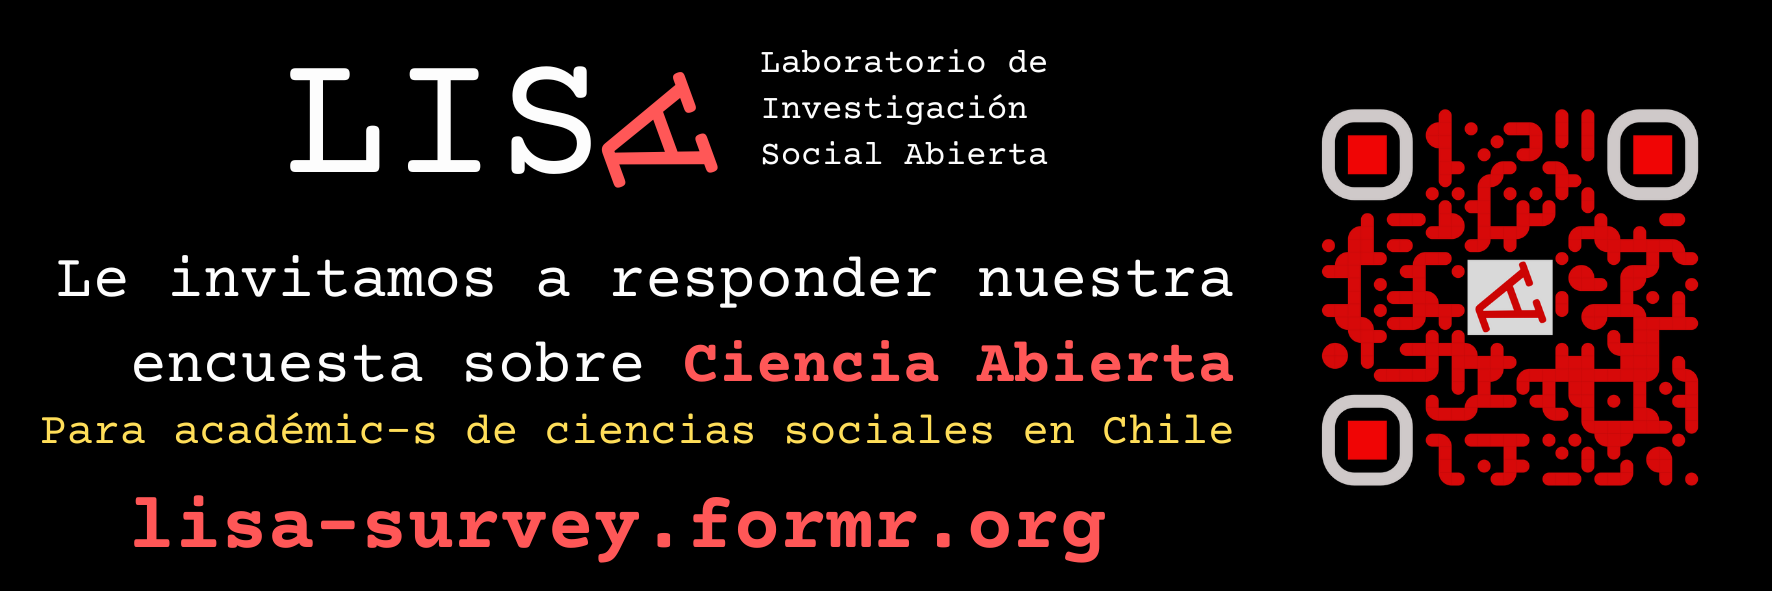 LISA
Laboratorio de
Investigación
Social Abierta
Le invitamos a responder nuestra
encuesta sobre Ciencia Abierta
Para académic-s de ciencias sociales en Chile
lisa-survey.formr.org
A